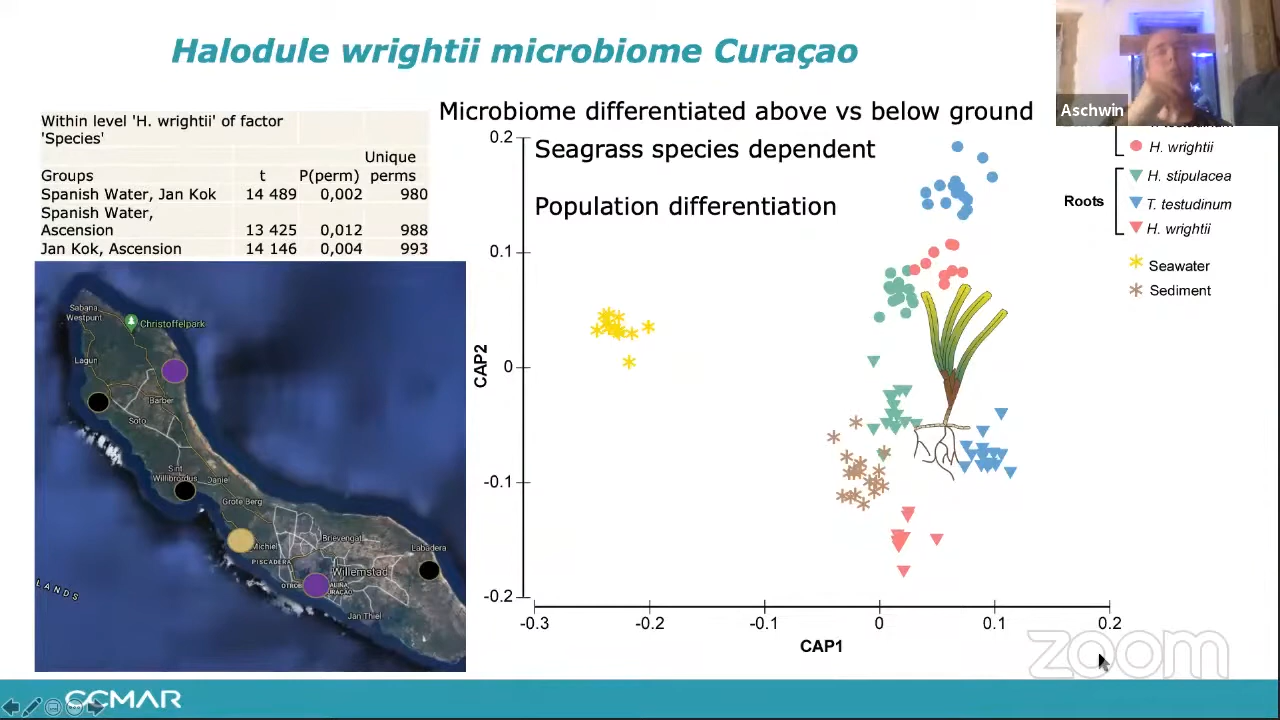 Halodule wrightii microbiome Curaçao
Aschwin
Within level 'H. wrightii' of factor
'Species'
Groups t P(perm) Unique perms
Spanish Water, Jan Kok 14 489 0,002 980
Spanish Water,
Ascension 13 425 0,012 988
Jan Kok, Ascension 14 146 0,004 993
Microbiome differentiated above vs below ground
Seagrass species dependent
Population differentiation
0.2
0.1
0
-0.1
-0.2
CAP2
-0.3 -0.2 -0.1 0 0.1 0.2
CAP1
T. testudinum
H. wrightii
Roots
H. stipulacea
T. testudinum
H. wrightii
Seawater
Sediment
Sabana
Westpunt
Christoffelpark
Lagun
Barber
Soto
Sint
Willibrordus
Daniel
Grote Berg
Michiel
PISCADERA
Brievengat
Labadera
Willemstad
Jan Thiel
LANDS
zoom
CCMAR